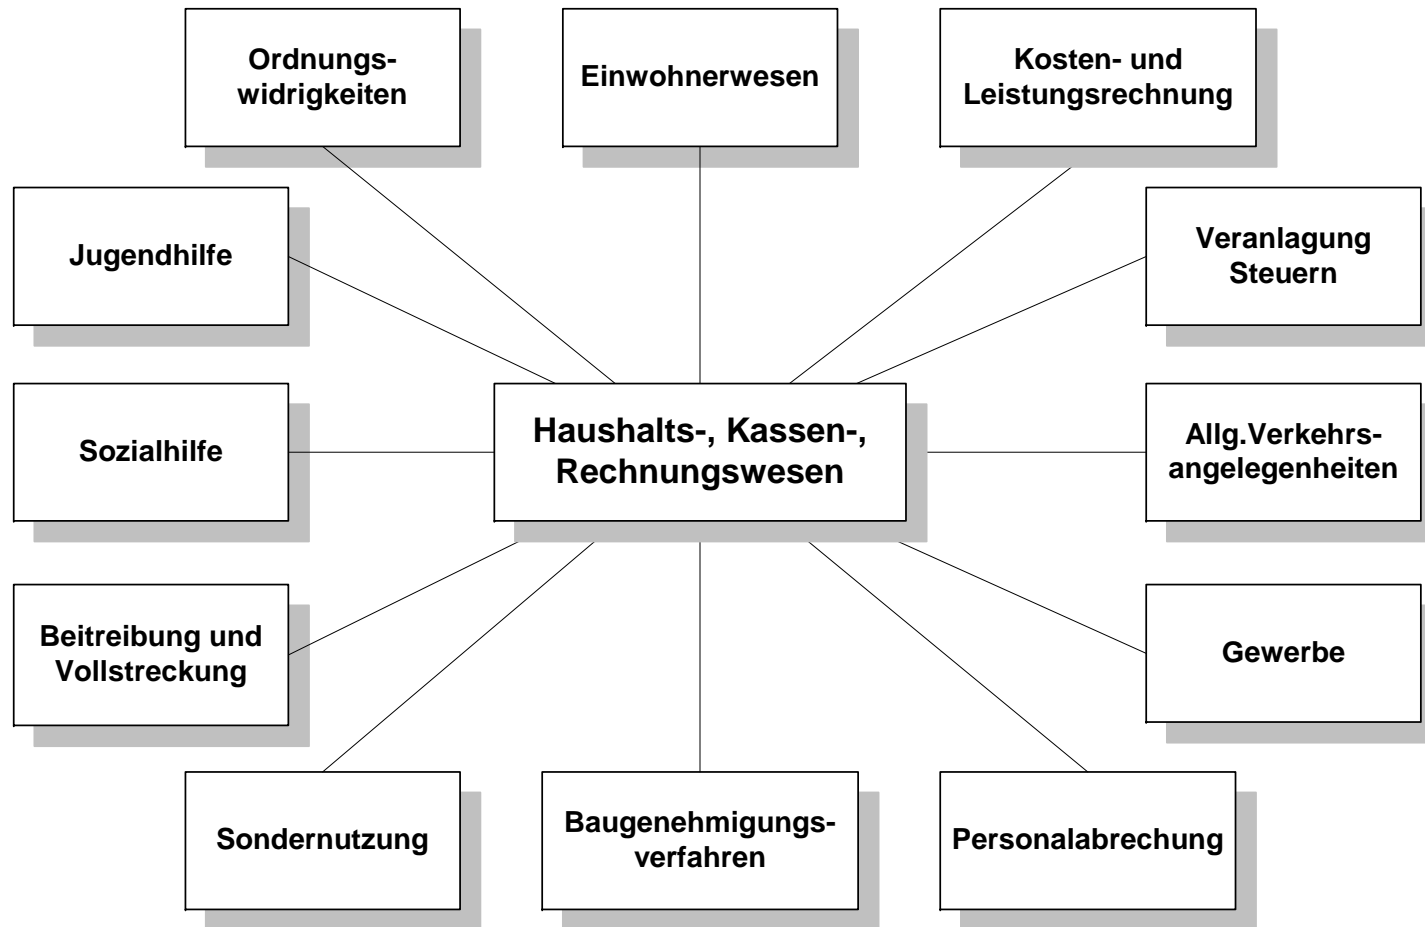 Ordnungs-
widrigkeiten
Einwohnerwesen
Kosten- und
Leistungsrechnung
Jugendhilfe
Veranlagung
Steuern
Sozialhilfe
Haushalts-, Kassen-,
Rechnungswesen
Allg.Verkehrs-
angelegenheiten
Beitreibung und
Vollstreckung
Gewerbe
Sondernutzung
Baugenehmigungs-
verfahren
Personalabrechung